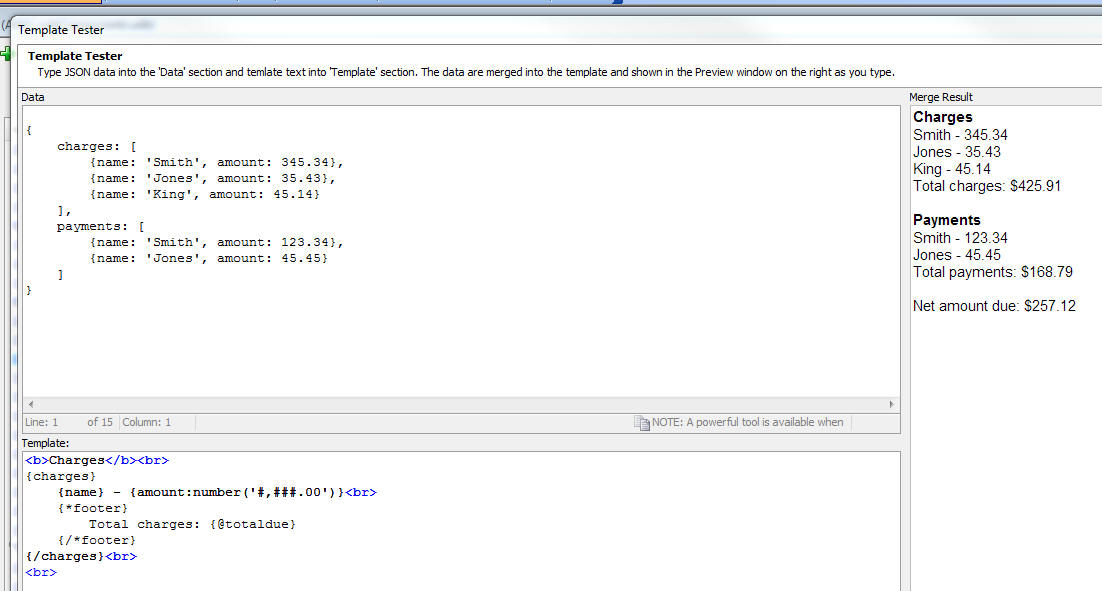 Template Tester
Template Tester
Type JSON data into the 'Data' section and temlate text into 'Template' section. The data are merged into the template and shown in the Preview window on the right as you type.
Data
{
charges: [
{name: 'Smith', amount: 345.34},
{name: 'Jones', amount: 35.43},
{name: 'King', amount: 45.14}
],
payments: [
{name: 'Smith', amount: 123.34},
{name: 'Jones', amount: 45.45}
]
}
Line: 1 of 15 Column: 1 NOTE: A powerful tool is available when
Template:
<b>Charges</b><br>
{charges}
{name} - {amount:number('#,###.00')}<br>
{*footer}
Total charges: {@totaldue}
{/*footer}
{/charges}<br>
<br>
Merge Result
Charges
Smith - 345.34
Jones - 35.43
King - 45.14
Total charges: $425.91
Payments
Smith - 123.34
Jones - 45.45
Total payments: $168.79
Net amount due: $257.12